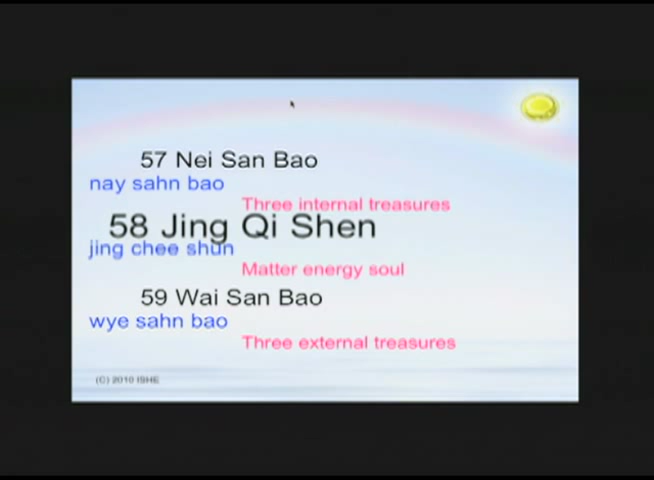 57 Nei San Bao
nay sahn bao
Three internal treasures
58 Jing Qi Shen
jing chee shun
Matter energy soul
59 Wai San Bao
wye sahn bao
Three external treasures
(C) 2010 ISHE